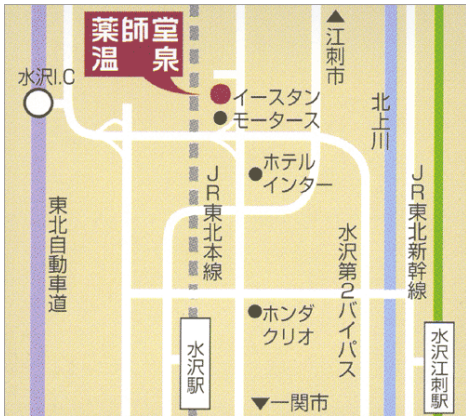 薬師堂
温泉
▲江刺市
水沢I.C
イースタン
モータース
北上川
ホテル
インター
JR東北本線
JR東北新幹線
東北自動車道
水沢第2バイパス
ホンダ
クリオ
水沢駅
水沢江刺駅
▼一関市